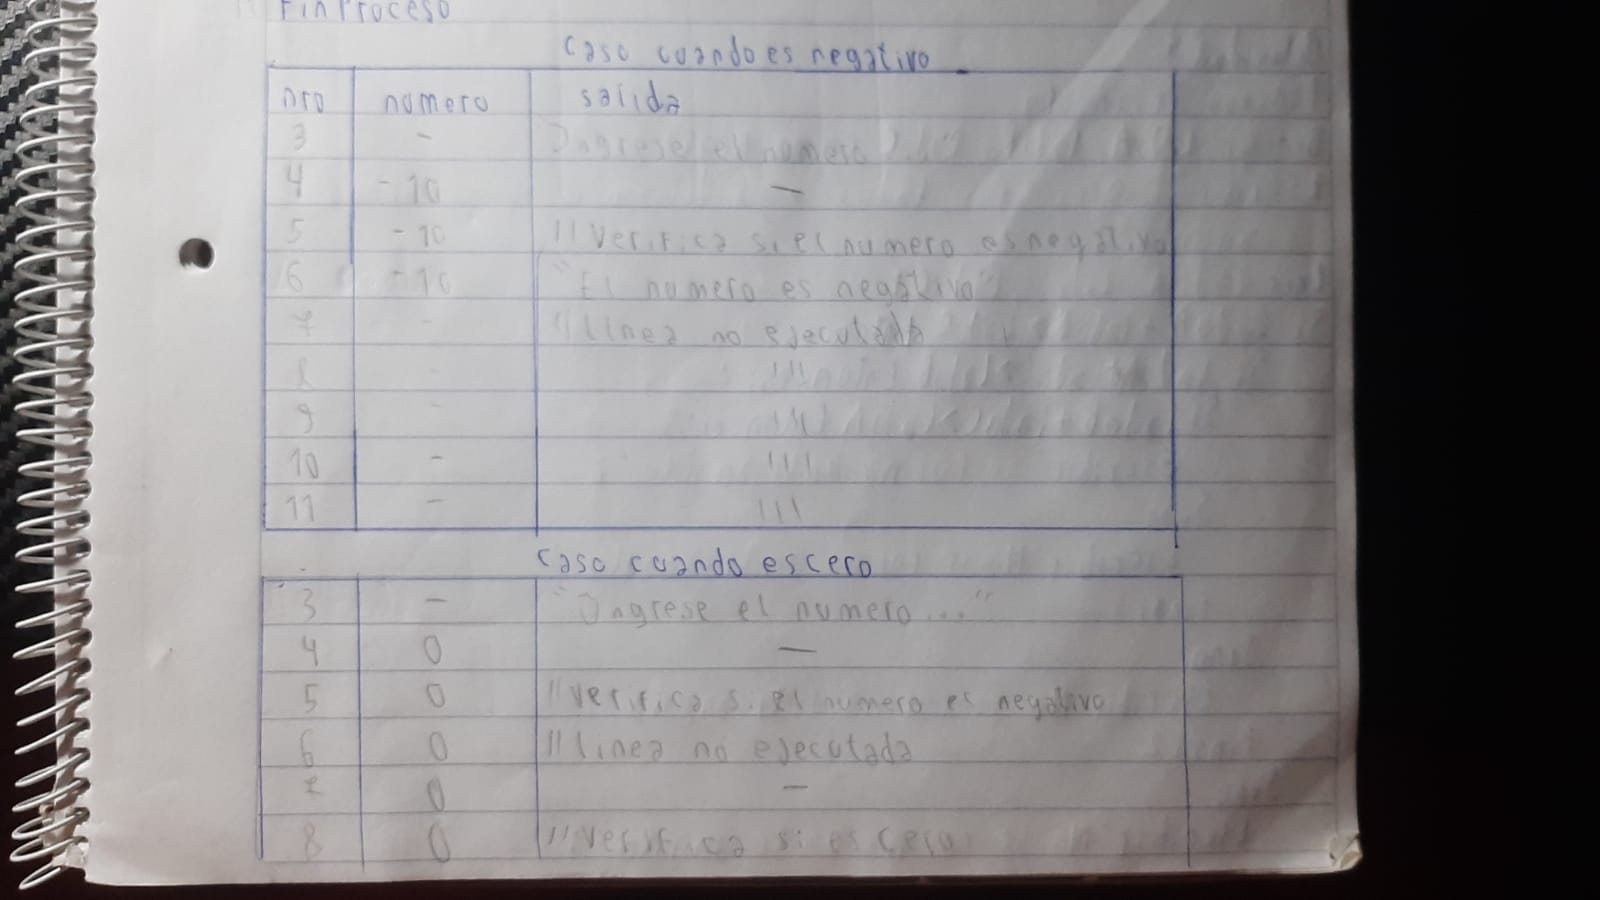 FinProceso
caso cuando es negativo
nro numero salida
3 - Ingrese el numero..."
4 -10 —
5 -10 // Verifica si el numero es negativo
6 -10 "El numero es negativo"
7 - // linea no ejecutada
8 - '''
9 - '''
10 - '''
11 - '''
caso cuando es cero
3 - "Ingrese el numero..."
4 0 —
5 0 // Verifica si el numero es negativo
6 0 // linea no ejecutada
7 0 —
8 0 // verifica si es cero